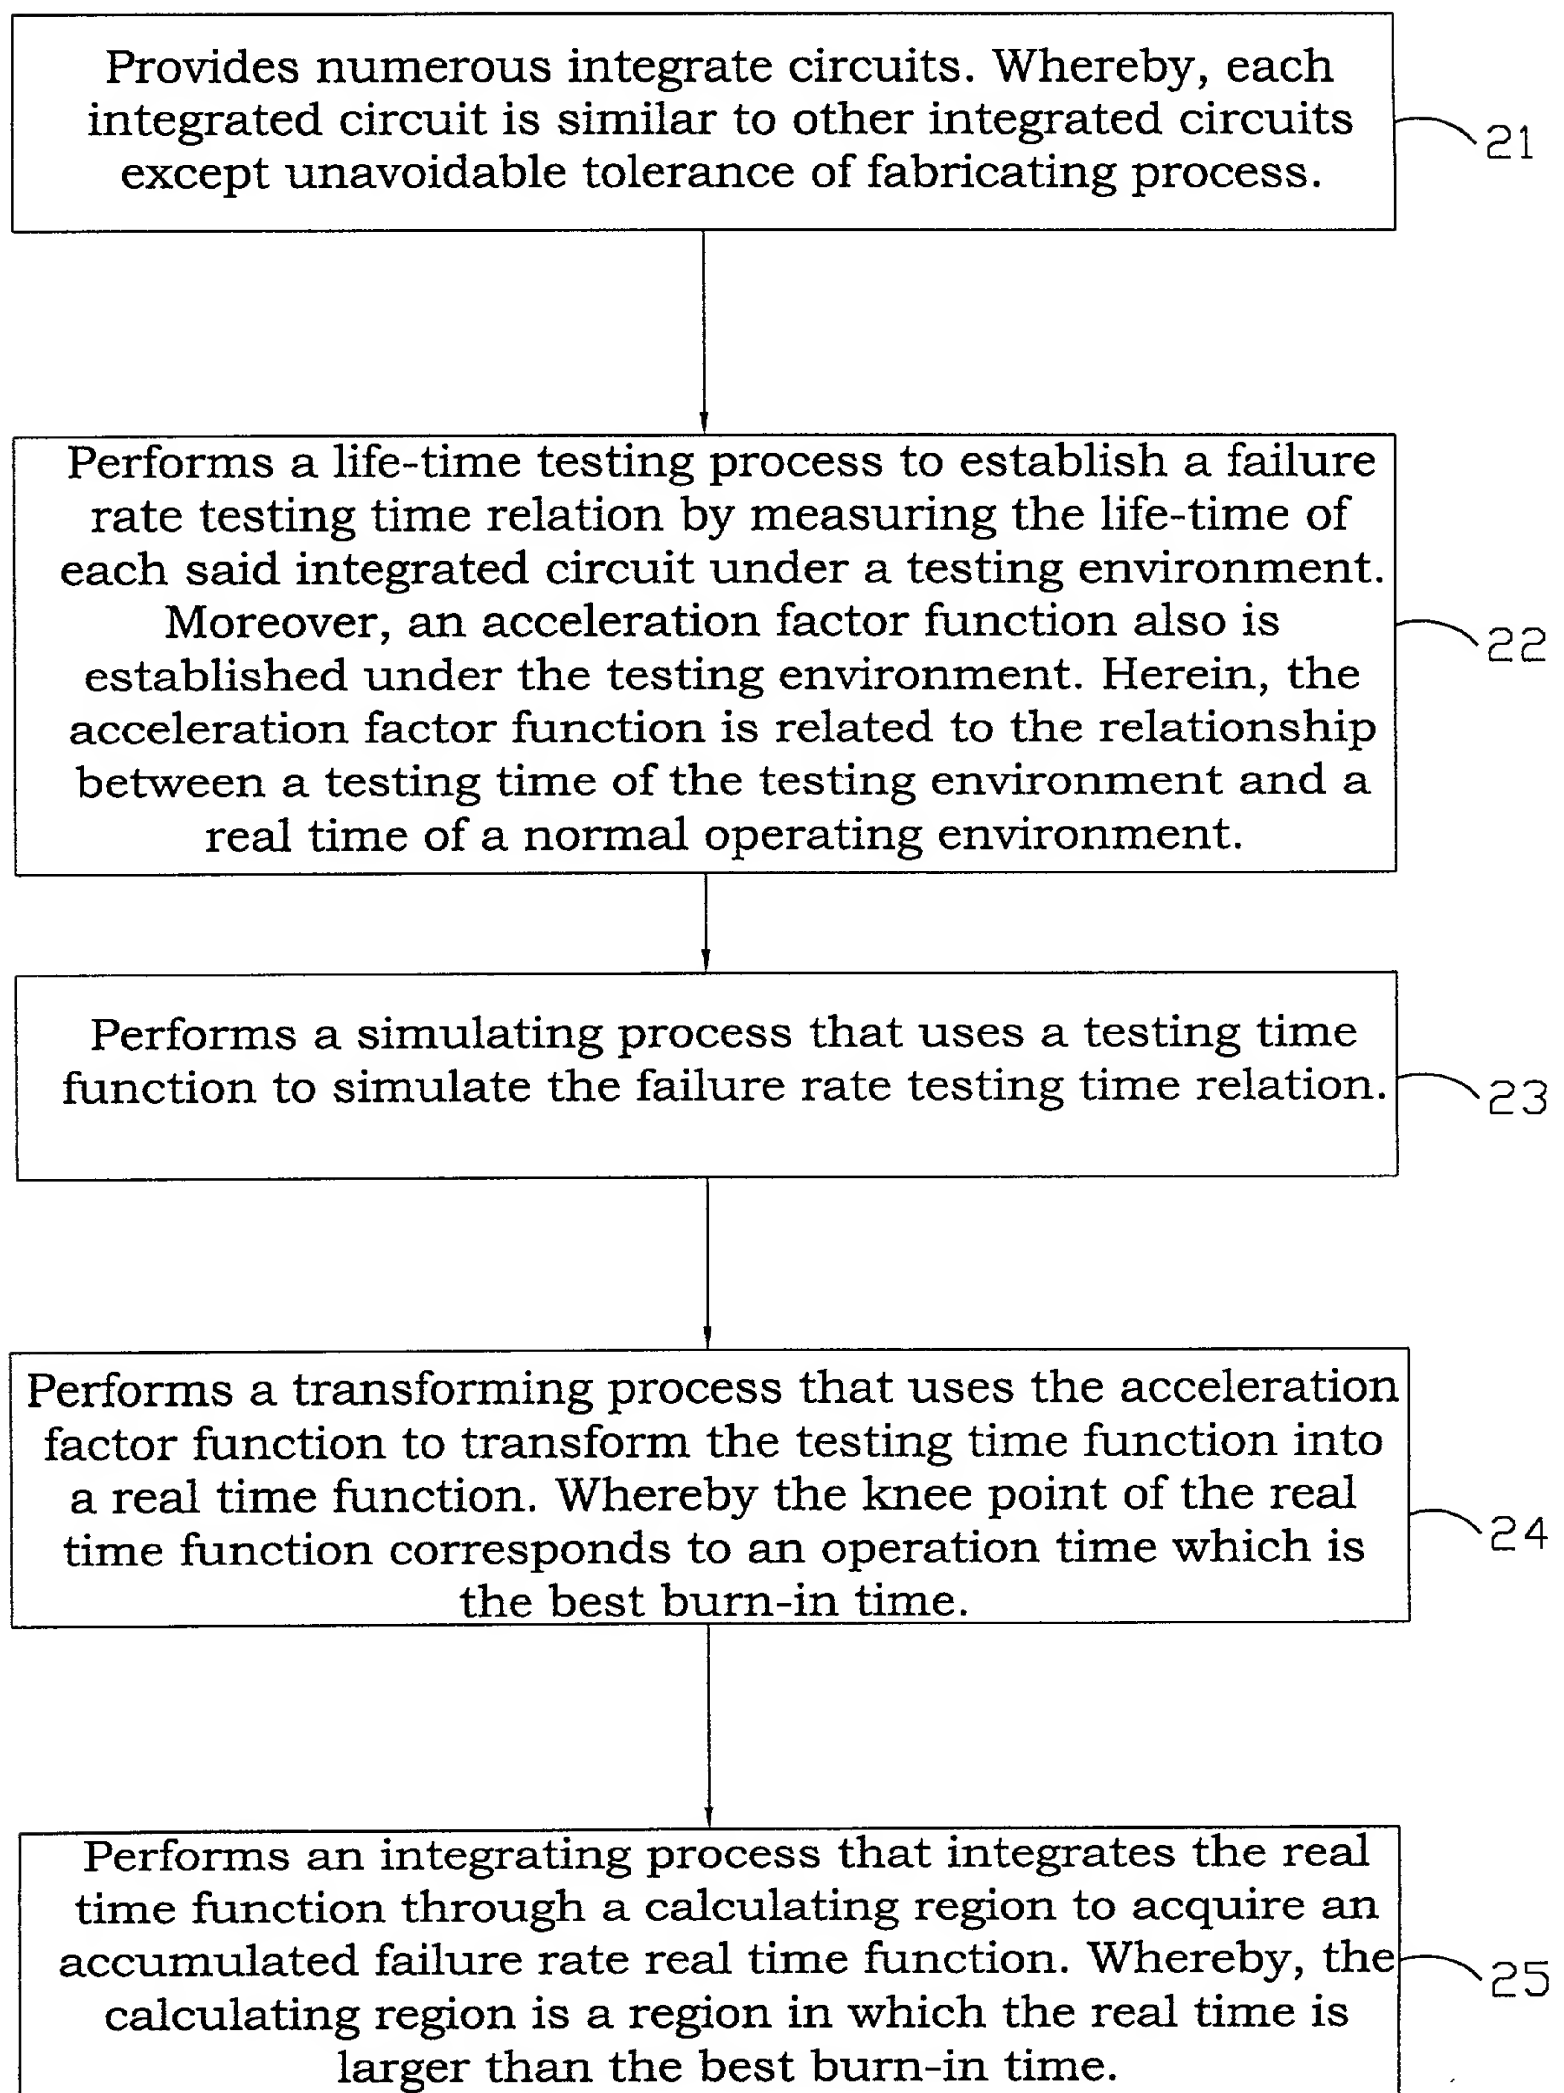 Provides numerous integrate circuits. Whereby, each
integrated circuit is similar to other integrated circuits
except unavoidable tolerance of fabricating process.
21
Performs a life-time testing process to establish a failure
rate testing time relation by measuring the life-time of
each said integrated circuit under a testing environment.
Moreover, an acceleration factor function also is
established under the testing environment. Herein, the
acceleration factor function is related to the relationship
between a testing time of the testing environment and a
real time of a normal operating environment.
22
Performs a simulating process that uses a testing time
function to simulate the failure rate testing time relation.
23
Performs a transforming process that uses the acceleration
factor function to transform the testing time function into
a real time function. Whereby the knee point of the real
time function corresponds to an operation time which is
the best burn-in time.
24
Performs an integrating process that integrates the real
time function through a calculating region to acquire an
accumulated failure rate real time function. Whereby, the
calculating region is a region in which the real time is
larger than the best burn-in time.
25